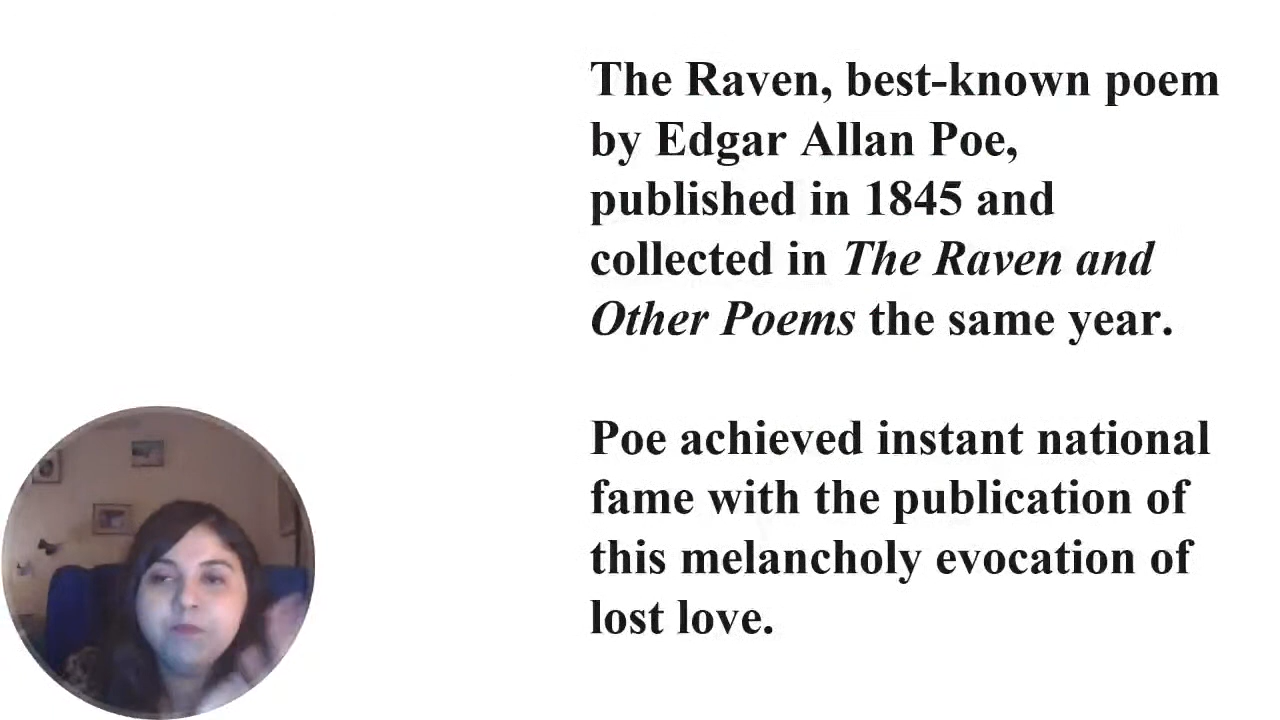 The Raven, best-known poem
by Edgar Allan Poe,
published in 1845 and
collected in The Raven and
Other Poems the same year.
Poe achieved instant national
fame with the publication of
this melancholy evocation of
lost love.